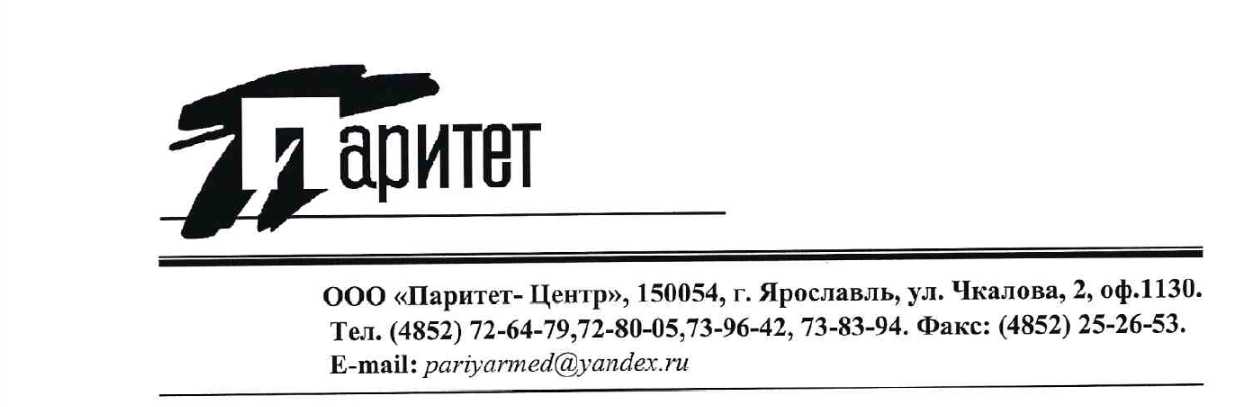 Паритет
ООО «Паритет- Центр», 150054, г. Ярославль, ул. Чкалова, 2, оф.1130.
Тел. (4852) 72-64-79,72-80-05,73-96-42, 73-83-94. Факс: (4852) 25-26-53.
E-mail: pariyarmed@yandex.ru